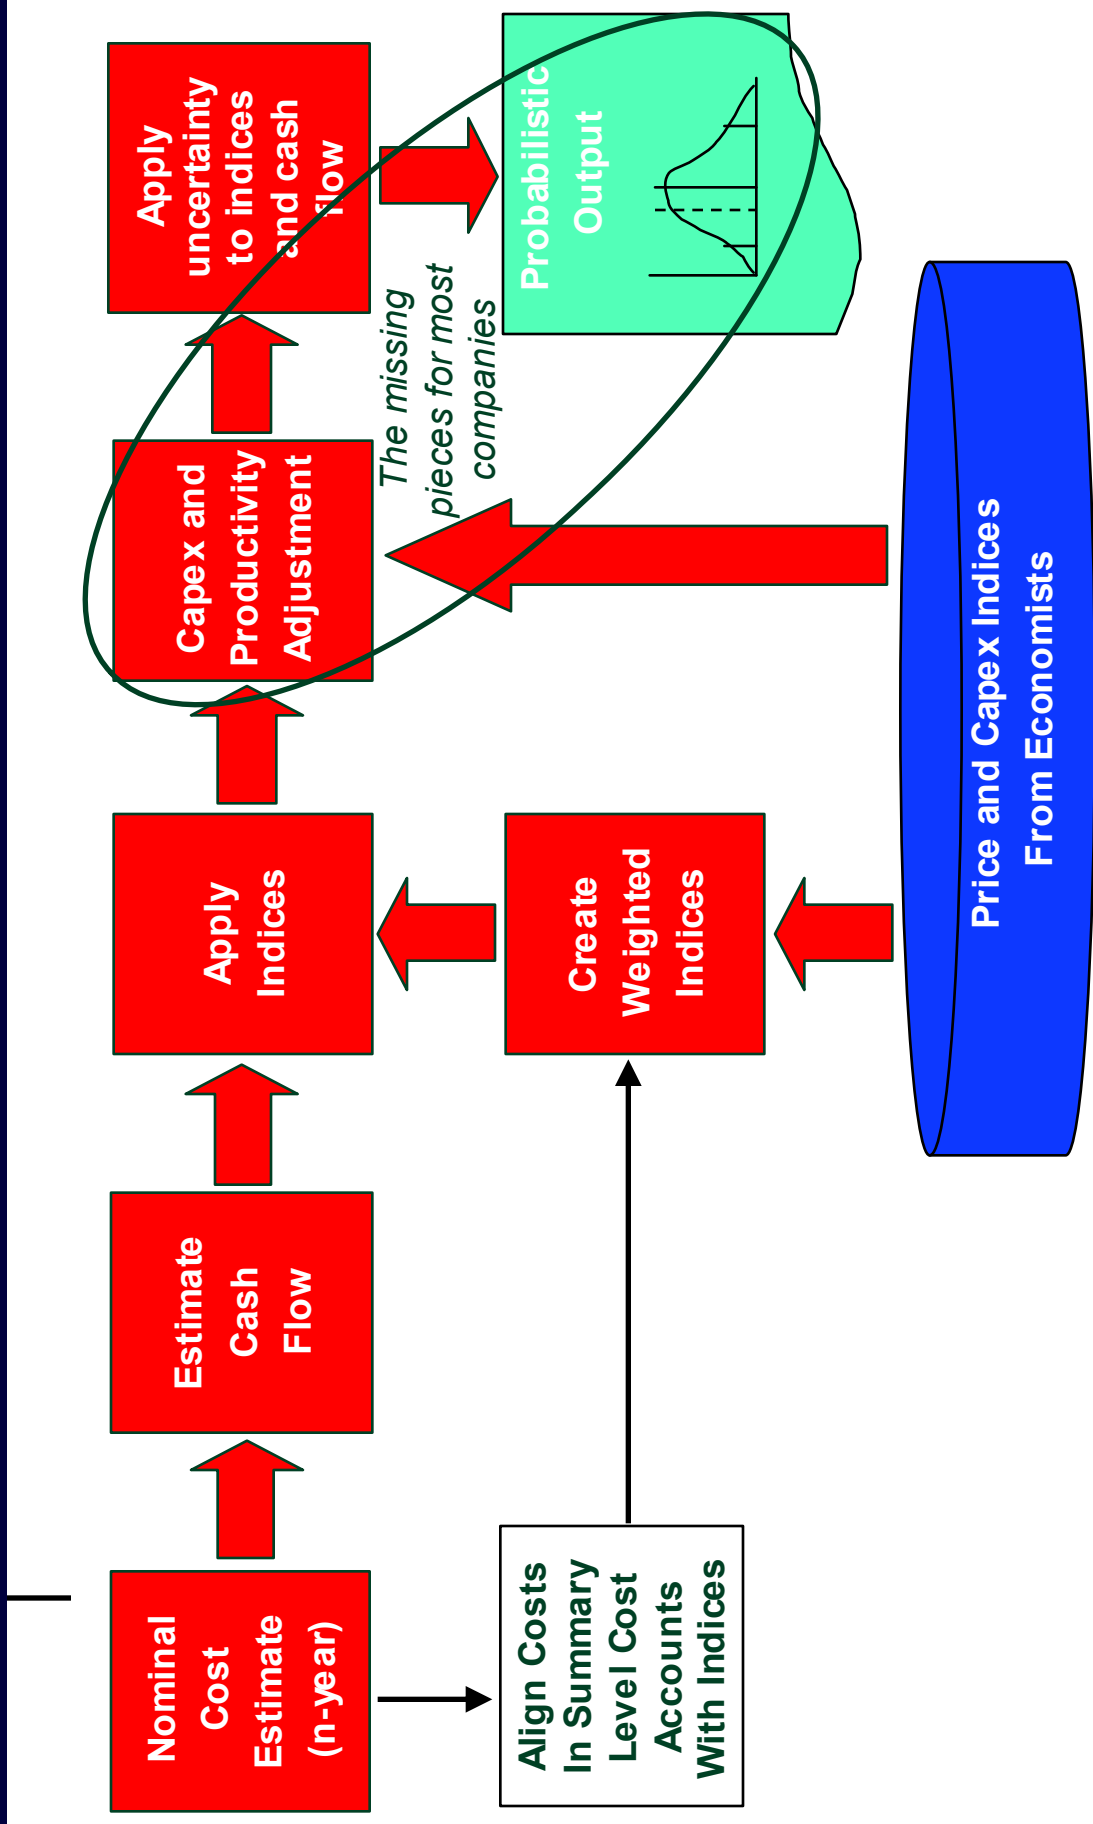 Nominal
Cost
Estimate
(n-year)
Estimate
Cash
Flow
Apply
Indices
Capex and
Productivity
Adjustment
Apply
uncertainty
to indices
and cash
flow
Align Costs
In Summary
Level Cost
Accounts
With Indices
Create
Weighted
Indices
The missing
pieces for most
companies
Probabilistic
Output
Price and Capex Indices
From Economists